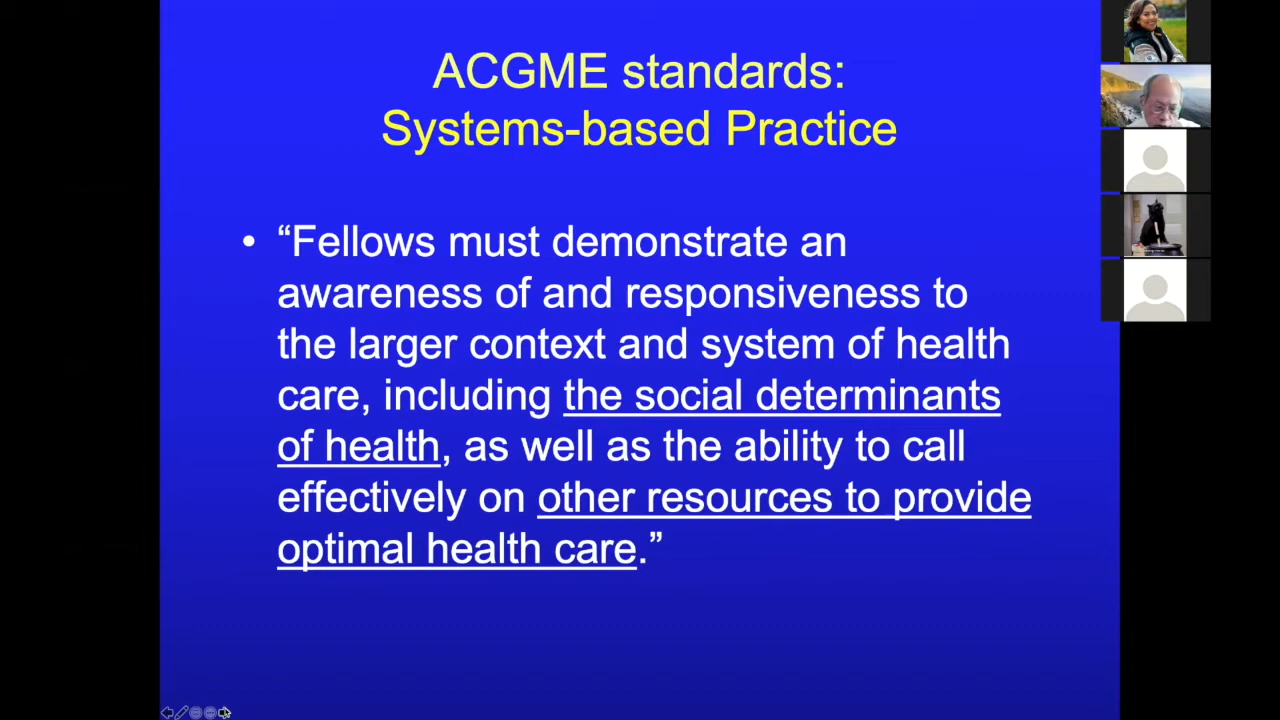 ACGME standards:
Systems-based Practice
• “Fellows must demonstrate an
awareness of and responsiveness to
the larger context and system of health
care, including the social determinants
of health, as well as the ability to call
effectively on other resources to provide
optimal health care.”